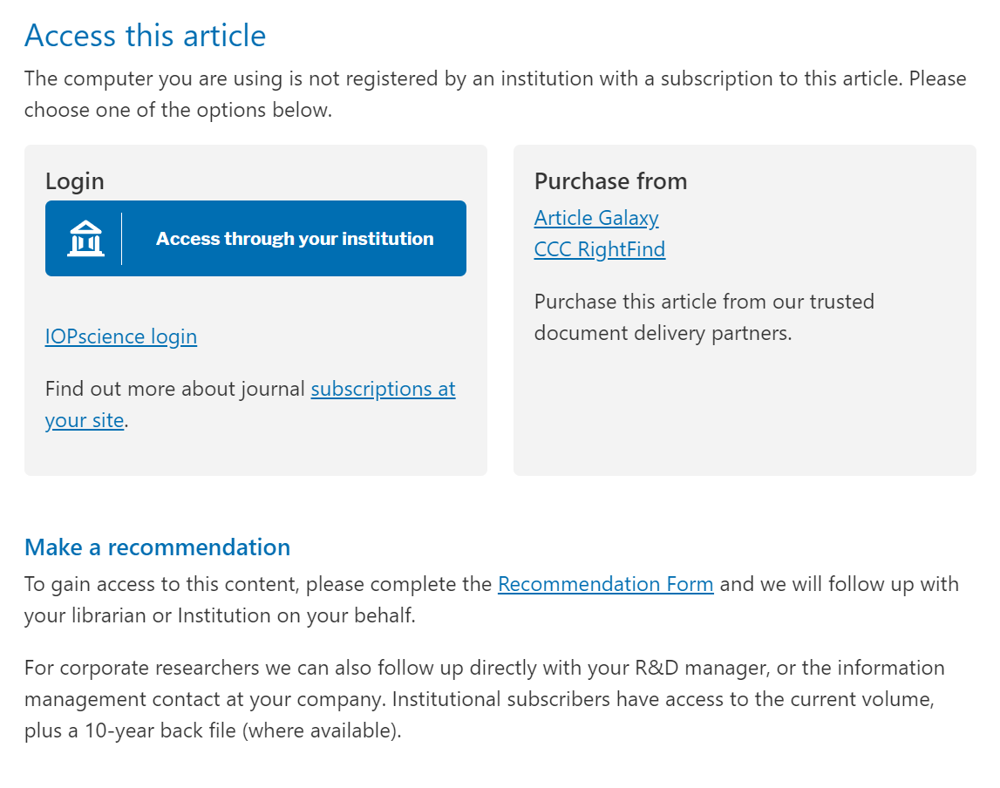 Access this article
The computer you are using is not registered by an institution with a subscription to this article. Please
choose one of the options below.
Login
Access through your institution
IOPscience login
Find out more about journal subscriptions at
your site.
Purchase from
Article Galaxy
CCC RightFind
Purchase this article from our trusted
document delivery partners.
Make a recommendation
To gain access to this content, please complete the Recommendation Form and we will follow up with
your librarian or Institution on your behalf.
For corporate researchers we can also follow up directly with your R&D manager, or the information
management contact at your company. Institutional subscribers have access to the current volume,
plus a 10-year back file (where available).